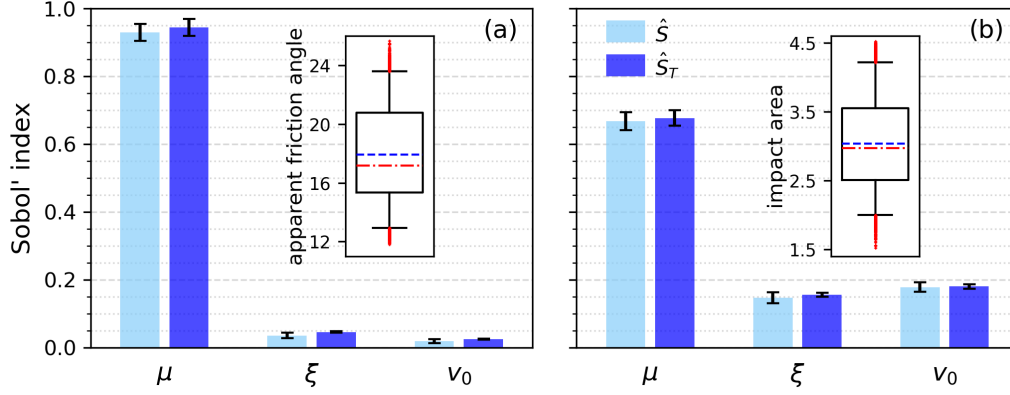 Sobol' index
1.0
0.8
0.6
0.4
0.2
0.0
(a)
apparent friction angle
24
20
16
12
μ
ξ
v₀
Ŝ
Ŝ_T
(b)
impact area
4.5
3.5
2.5
1.5
μ
ξ
v₀